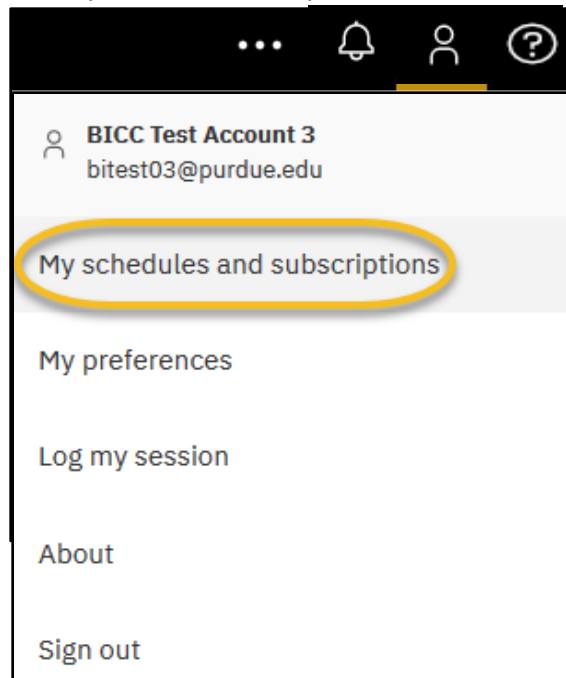 BICC Test Account 3
bitest03@purdue.edu
My schedules and subscriptions
My preferences
Log my session
About
Sign out